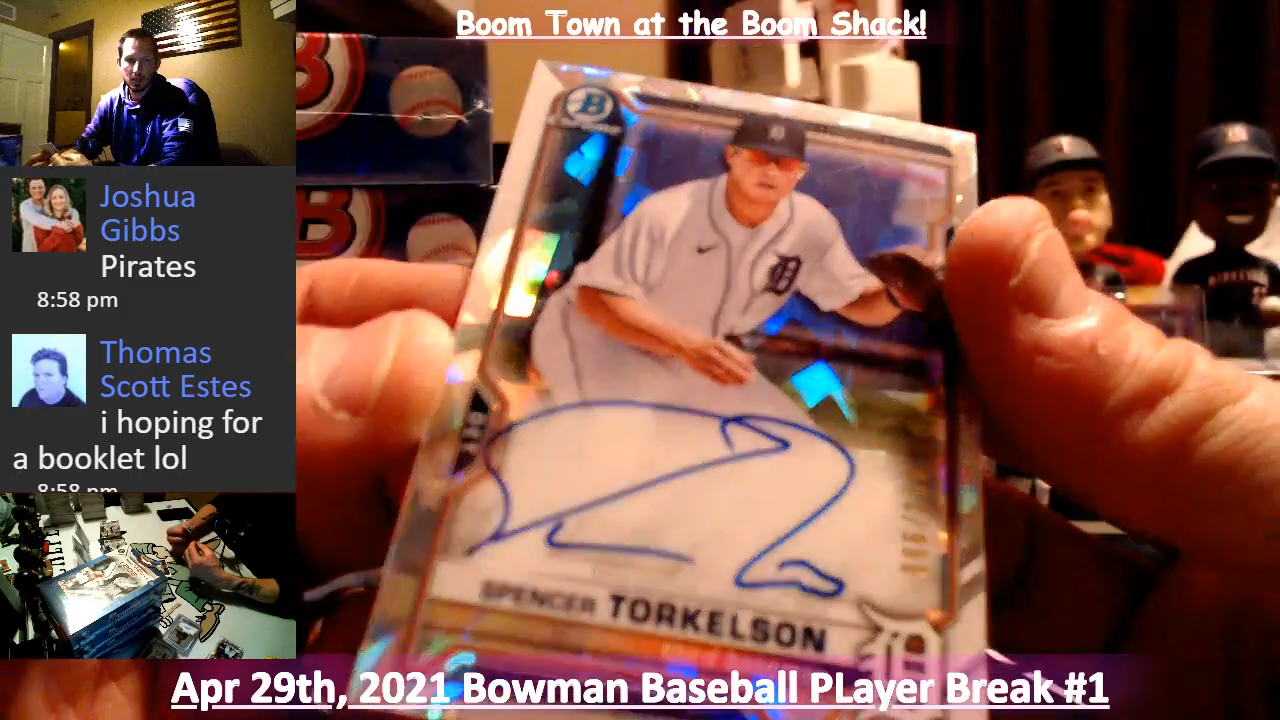 Boom Town at the Boom Shack!
Joshua
Gibbs
Pirates
8:58 pm
Thomas
Scott Estes
i hoping for
a booklet lol
8:58 pm
B
D
D
SPENCER TORKELSON
Apr 29th, 2021 Bowman Baseball PLayer Break #1